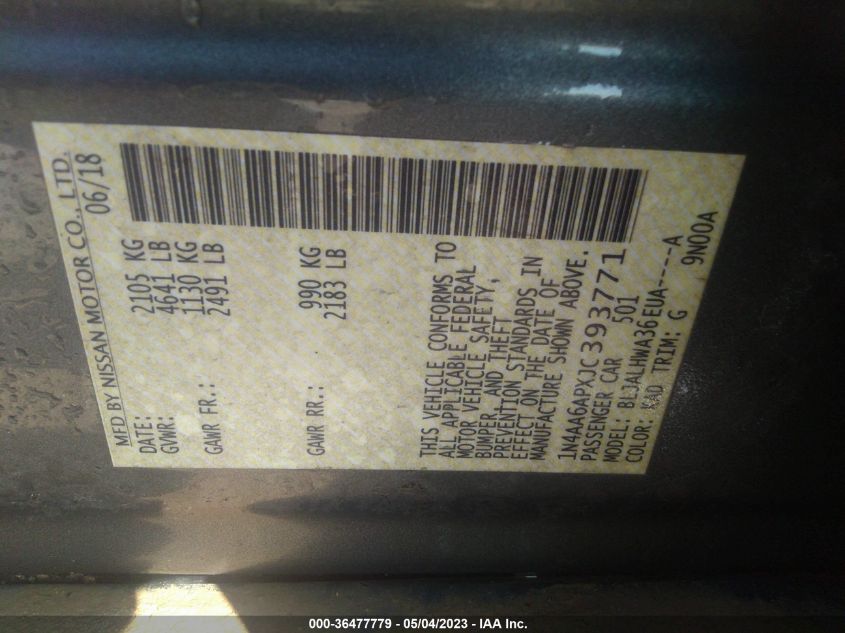 MFD BY NISSAN MOTOR CO., LTD.
DATE: 06/18
GVWR: 2105 KG
4641 LB
GAWR FR.: 1130 KG
2491 LB
GAWR RR.: 990 KG
2183 LB
THIS VEHICLE CONFORMS TO
ALL APPLICABLE FEDERAL
MOTOR VEHICLE SAFETY,
BUMPER, AND THEFT
PREVENTION STANDARDS IN
EFFECT ON THE DATE OF
MANUFACTURE SHOWN ABOVE.
1N4AA6APXJC393771
PASSENGER CAR 501
MODEL: BLJALHWA36EUA----A
COLOR: TRIM: G 9N00A
000-36477779 - 05/04/2023 - IAA Inc.